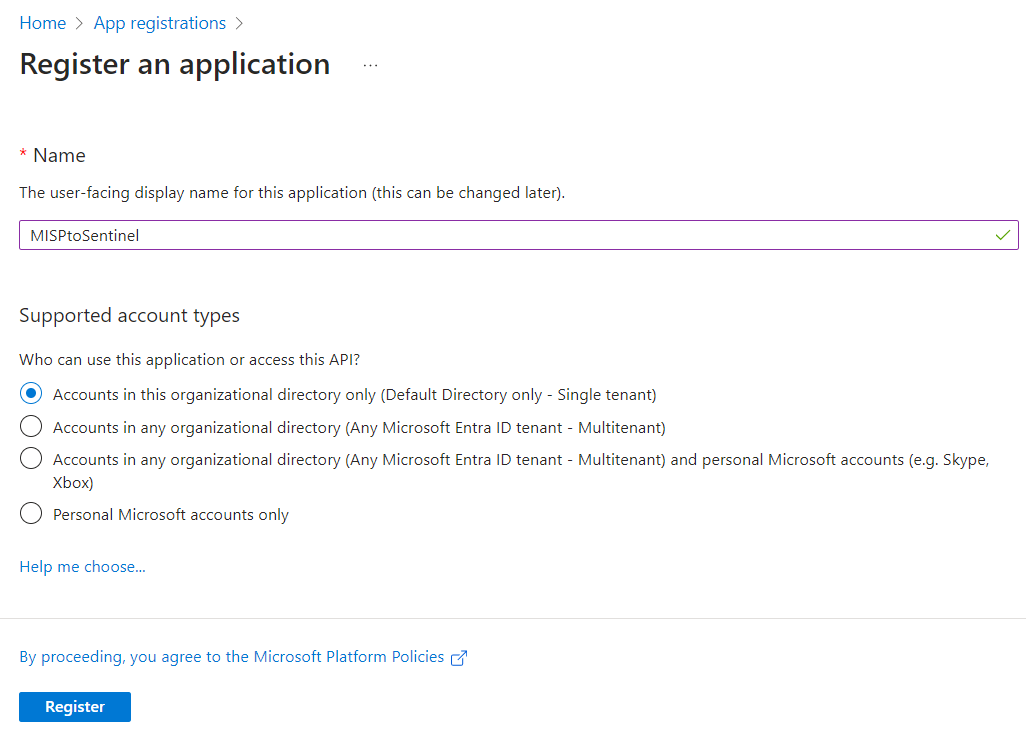 Home > App registrations >
Register an application ...
* Name
The user-facing display name for this application (this can be changed later).
MISPtoSentinel
Supported account types
Who can use this application or access this API?
Accounts in this organizational directory only (Default Directory only - Single tenant)
Accounts in any organizational directory (Any Microsoft Entra ID tenant - Multitenant)
Accounts in any organizational directory (Any Microsoft Entra ID tenant - Multitenant) and personal Microsoft accounts (e.g. Skype,
Xbox)
Personal Microsoft accounts only
Help me choose...
By proceeding, you agree to the Microsoft Platform Policies
Register